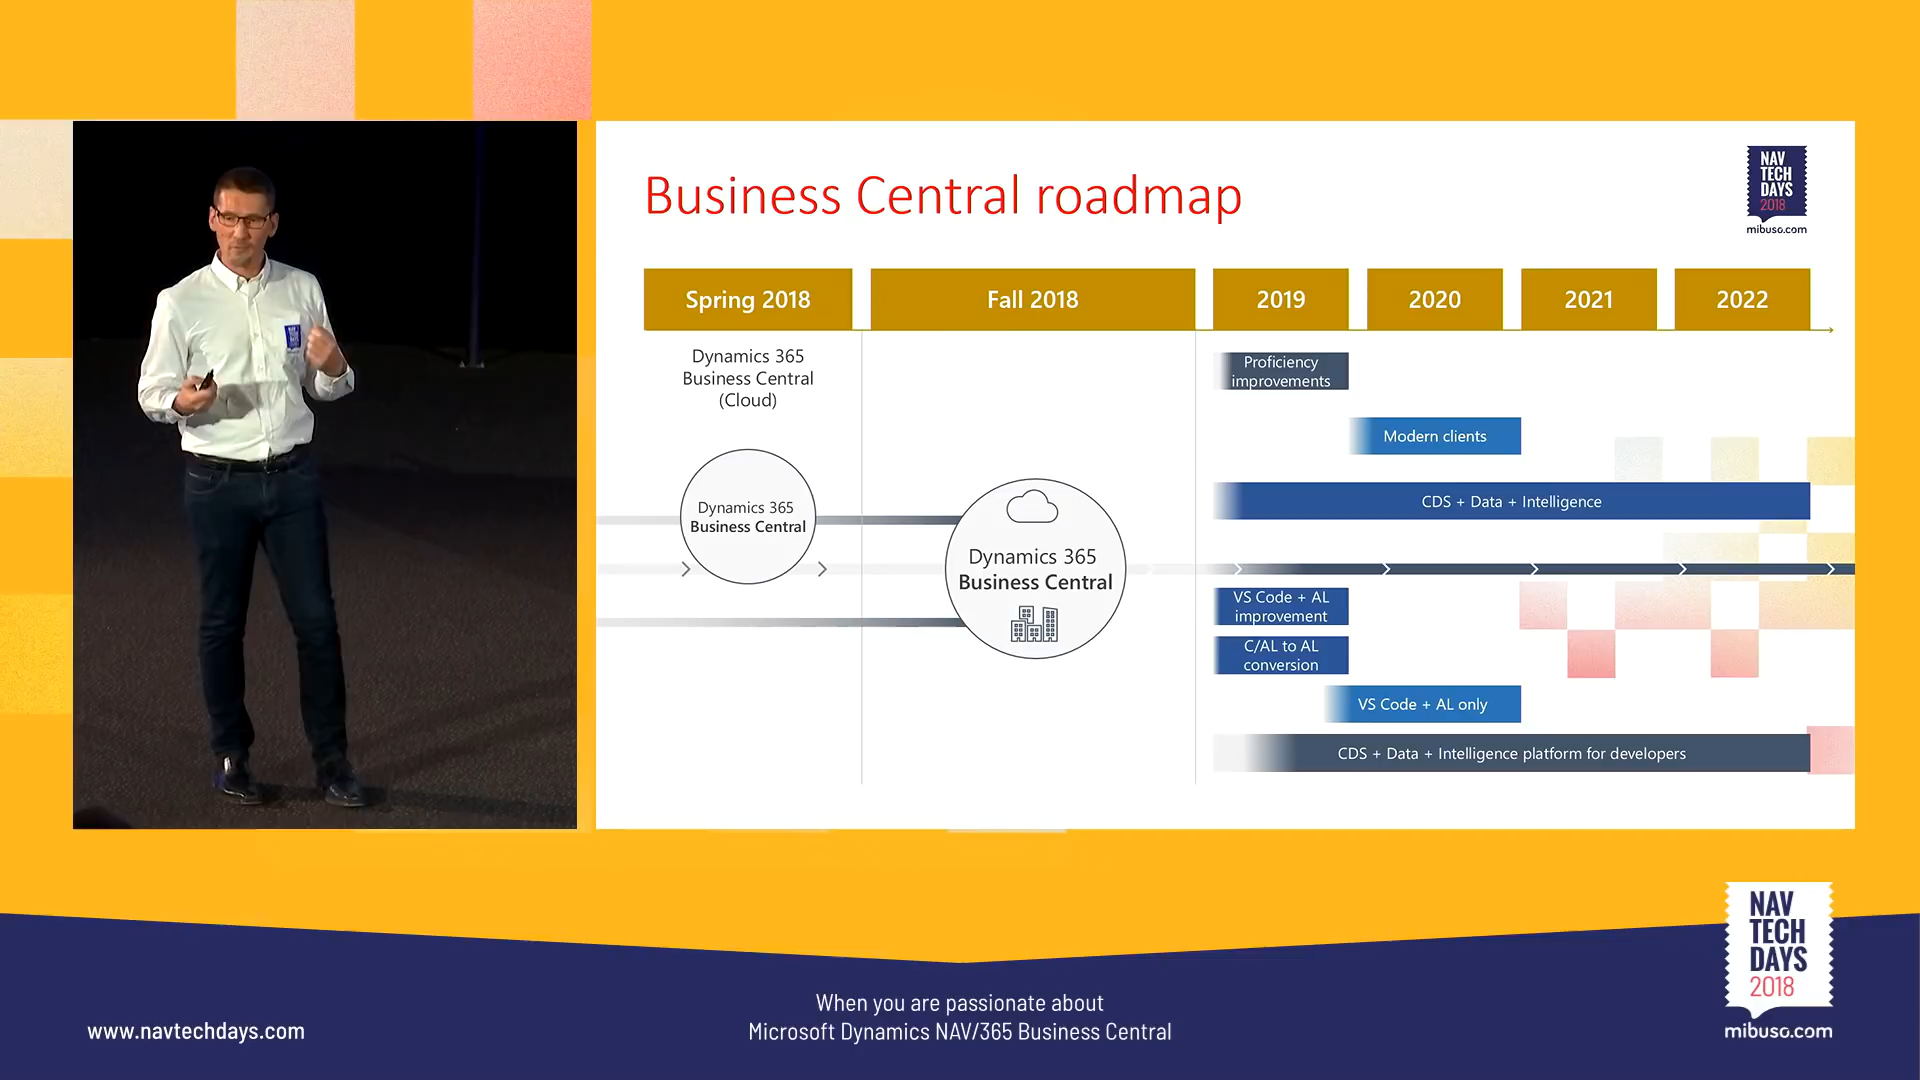 Business Central roadmap
NAV
TECH
DAYS
2018
mibuso.com
Spring 2018
Fall 2018
2019
2020
2021
2022
Dynamics 365
Business Central
(Cloud)
Dynamics 365
Business Central
Dynamics 365
Business Central
Proficiency
improvements
Modern clients
CDS + Data + Intelligence
VS Code + AL
improvement
C/AL to AL
conversion
VS Code + AL only
CDS + Data + Intelligence platform for developers
NAV
TECH
DAYS
www.navtechdays.com
When you are passionate about
Microsoft Dynamics NAV/365 Business Central
NAV
TECH
DAYS
2018
mibuso.com